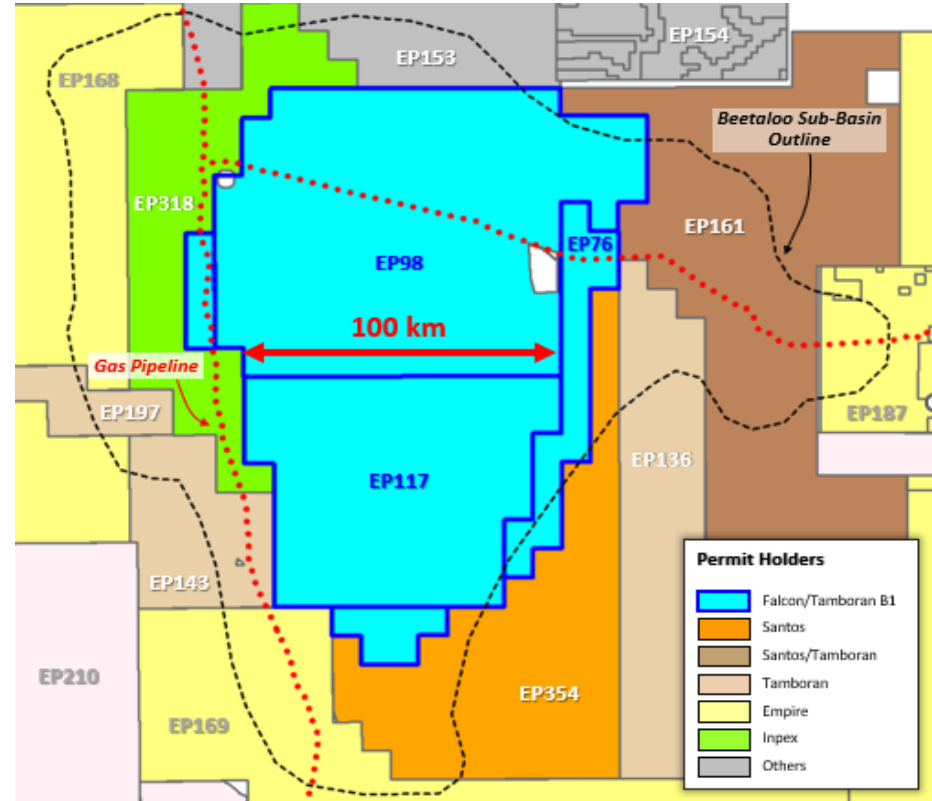 EP153
EP154
EP168
Beetaloo Sub-Basin
Outline
EP318
EP161
EP76
EP98
100 km
Gas Pipeline
EP197
EP187
EP136
EP117
EP143
EP210
EP354
EP169
Permit Holders
Falcon/Tamboran B1
Santos
Santos/Tamboran
Tamboran
Empire
Inpex
Others